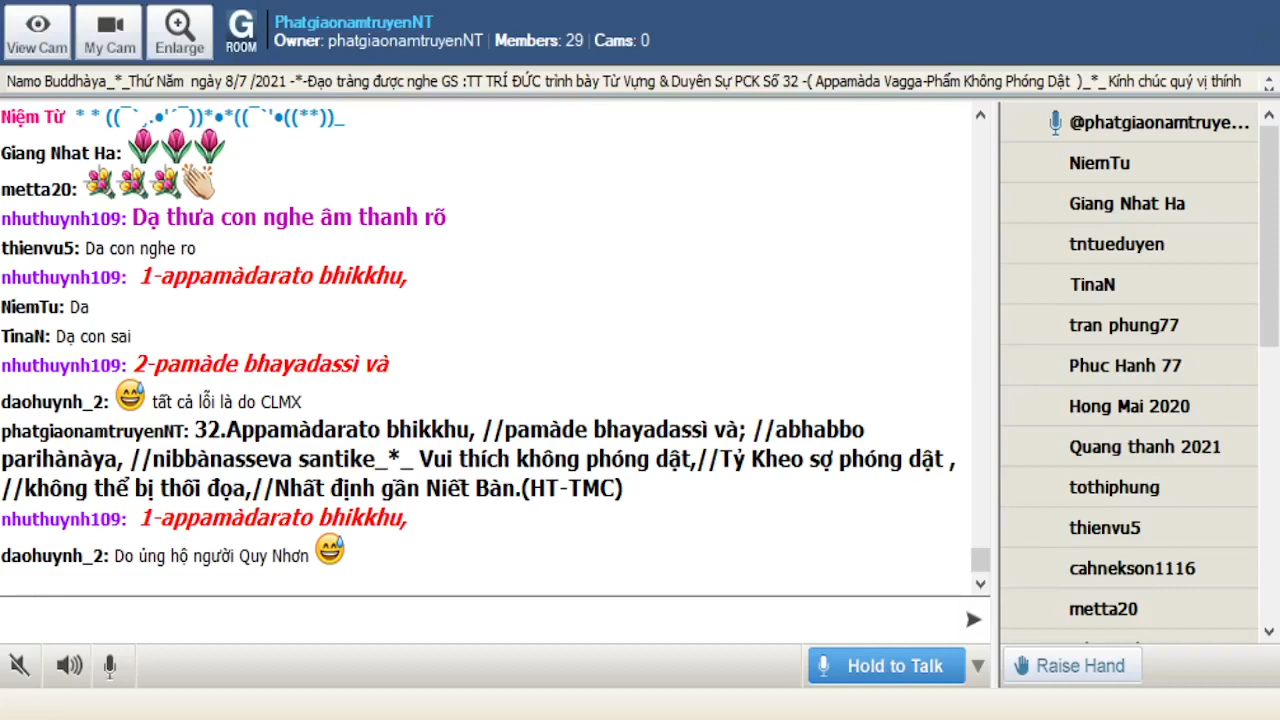 View Cam
My Cam
Enlarge
G
ROOM
PhatgiaonamtruyenNT
Owner: phatgiaonamtruyenNT | Members: 29 | Cams: 0
Namo Buddhàya_*_Thứ Năm ngày 8/7 /2021 -*-Đạo tràng được nghe GS :TT TRÍ ĐỨC trình bày Từ Vựng & Duyên Sự PCK Số 32 -( Appamàda Vagga-Phẩm Không Phóng Dật )_*_ Kính chúc quý vị thính
Niệm Từ * * ((¯`¸.•'´¯))*•*((¯`'•((**))_
Giang Nhat Ha:
metta20:
nhuthuynh109: Dạ thưa con nghe âm thanh rõ
thienvu5: Da con nghe ro
nhuthuynh109: 1-appamàdarato bhikkhu,
NiemTu: Da
TinaN: Dạ con sai
nhuthuynh109: 2-pamàde bhayadassì và
daohuynh_2: tất cả lỗi là do CLMX
phatgiaonamtruyenNT: 32.Appamàdarato bhikkhu, //pamàde bhayadassì và; //abhabbo
parihànàya, //nibbànasseva santike_*_ Vui thích không phóng dật,//Tỷ Kheo sợ phóng dật ,
//không thể bị thối đọa,//Nhất định gần Niết Bàn.(HT-TMC)
nhuthuynh109: 1-appamàdarato bhikkhu,
daohuynh_2: Do ủng hộ người Quy Nhơn
@phatgiaonamtruye...
NiemTu
Giang Nhat Ha
tntueduyen
TinaN
tran phung77
Phuc Hanh 77
Hong Mai 2020
Quang thanh 2021
tothiphung
thienvu5
cahnekson1116
metta20
Hold to Talk
Raise Hand